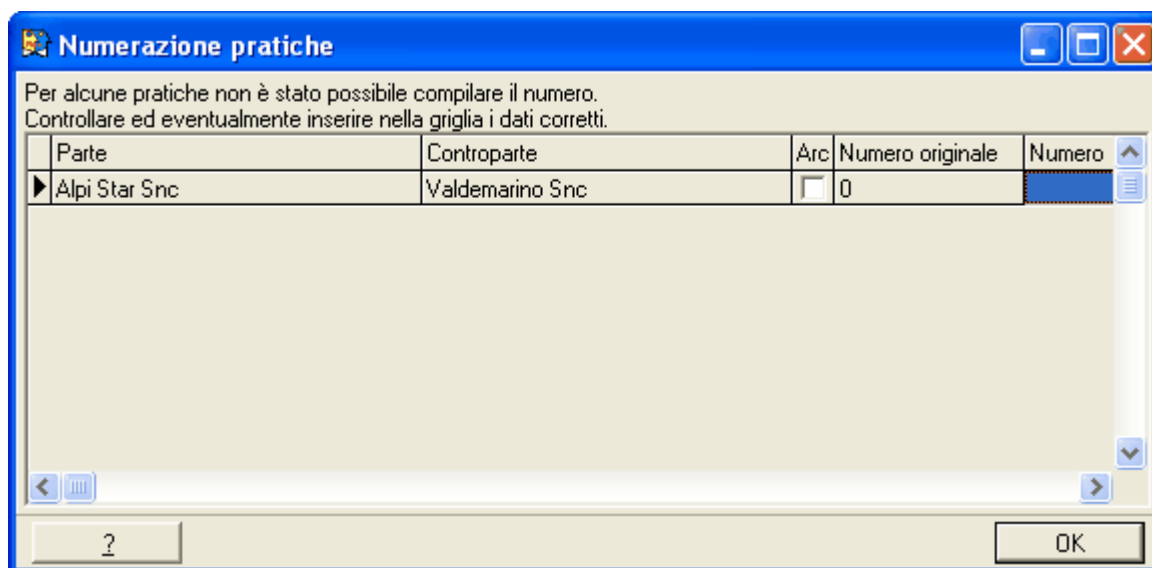 Numerazione pratiche
Per alcune pratiche non è stato possibile compilare il numero.
Controllare ed eventualmente inserire nella griglia i dati corretti.
Parte Controparte Arc Numero originale Numero
Alpi Star Snc Valdemarino Snc 0
? OK